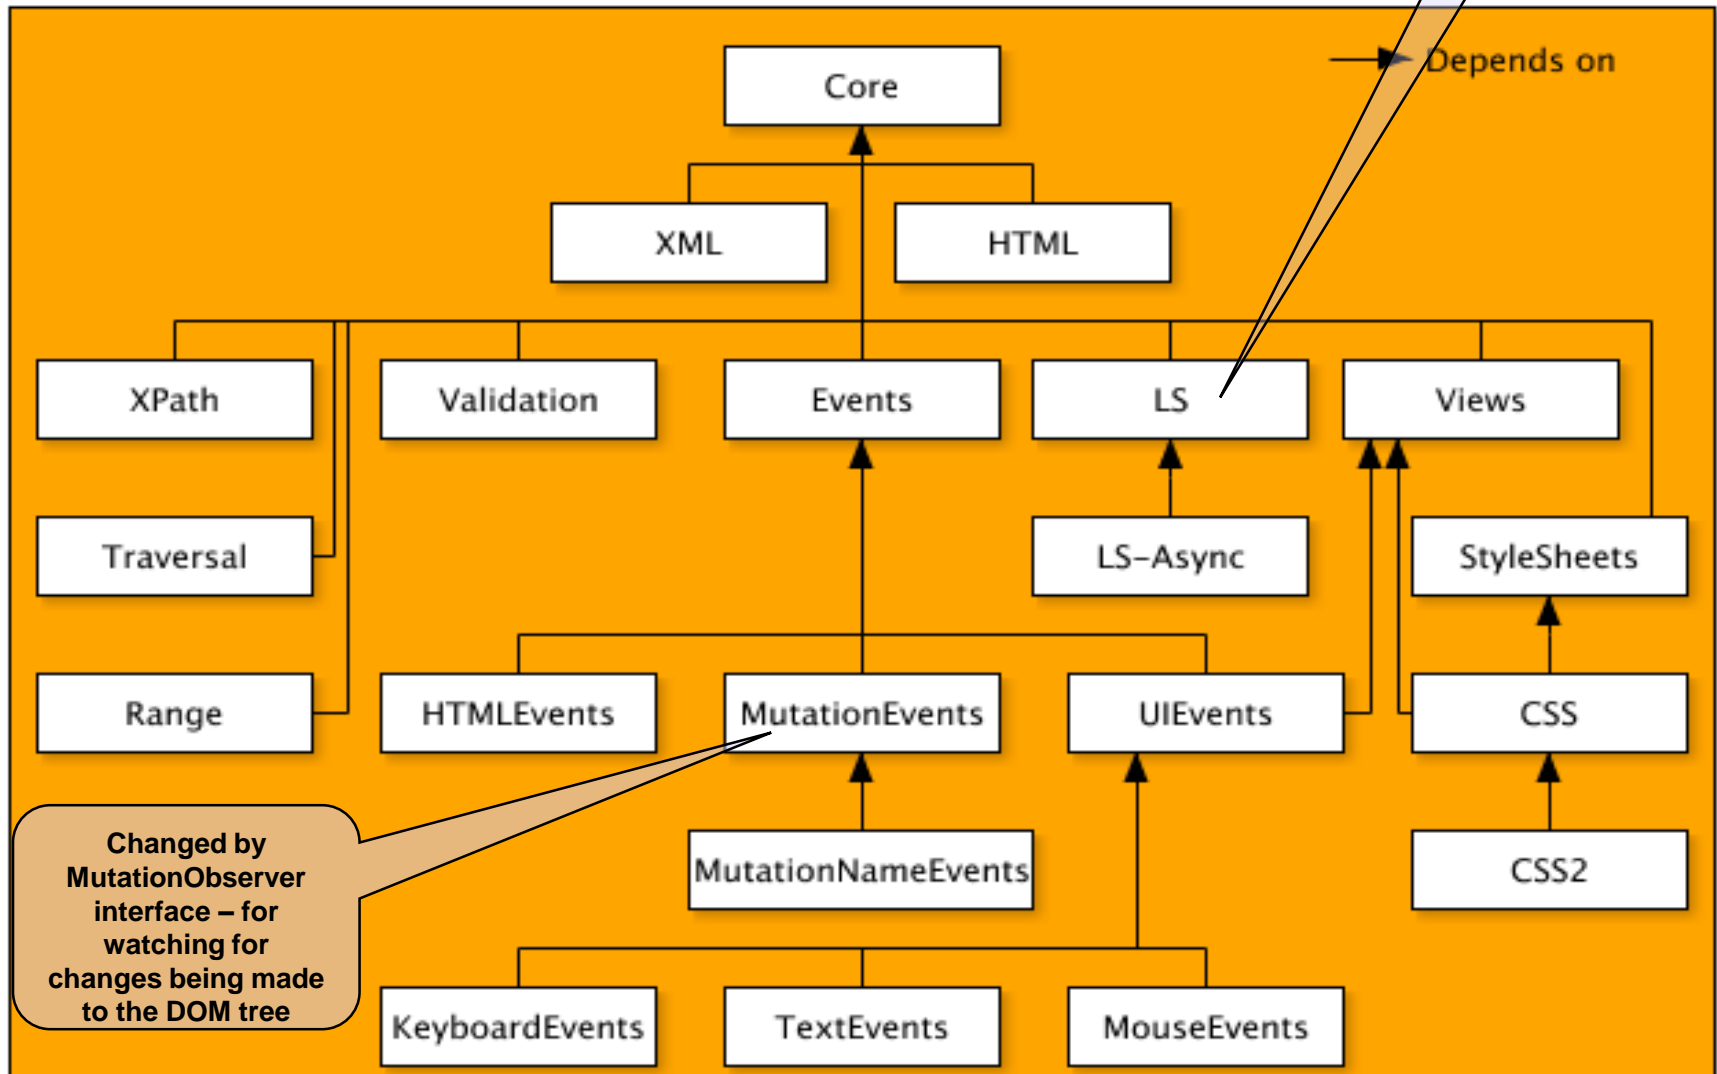 Depends on
Core
XML
HTML
XPath
Validation
Events
LS
Views
Traversal
LS-Async
StyleSheets
Range
HTMLEvents
MutationEvents
UIEvents
CSS
Changed by
MutationObserver
interface – for
watching for
changes being made
to the DOM tree
MutationNameEvents
CSS2
KeyboardEvents
TextEvents
MouseEvents